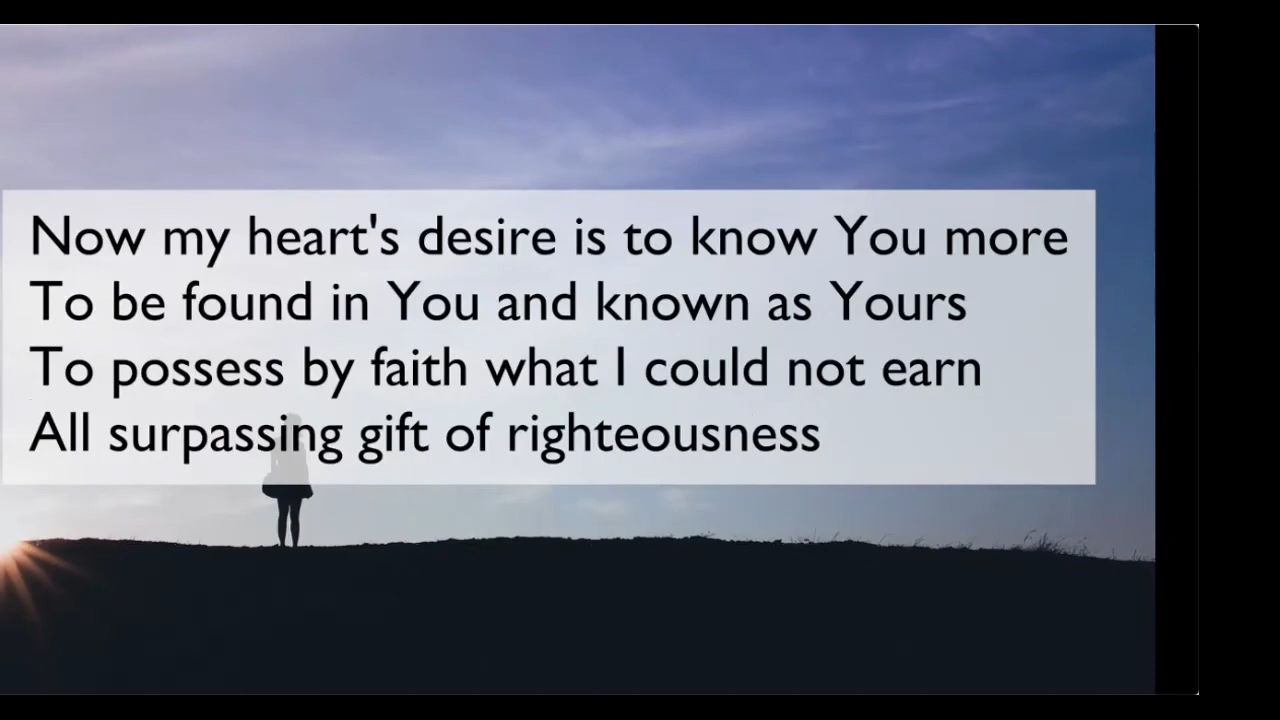 Now my heart's desire is to know You more
To be found in You and known as Yours
To possess by faith what I could not earn
All surpassing gift of righteousness